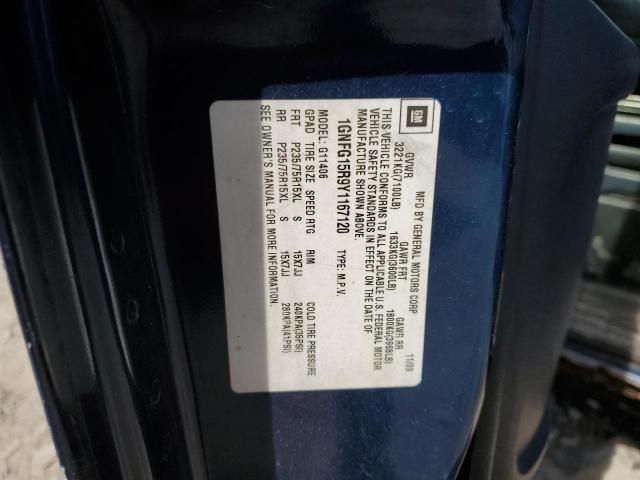 GM
MFD BY GENERAL MOTORS CORP 11/99
GVWR GAWR FRT GAWR RR
3221KG(7100LB) 1633KG(3600LB) 1800KG(3968LB)
THIS VEHICLE CONFORMS TO ALL APPLICABLE U.S. FEDERAL MOTOR
VEHICLE SAFETY STANDARDS IN EFFECT ON THE DATE OF
MANUFACTURE SHOWN ABOVE.
1GNFG15R9Y1167120 TYPE: M.P.V.
MODEL: G11406
GPAD TIRE SIZE SPEED RTG RIM COLD TIRE PRESSURE
FRT P235/75R15XL S 15X7JJ 240KPA(35PSI)
RR P235/75R15XL S 15X7JJ 280KPA(41PSI)
SEE OWNER'S MANUAL FOR MORE INFORMATION.